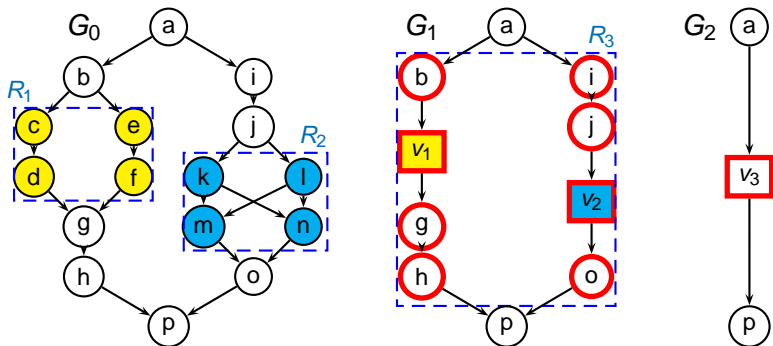 G0 a G1 a R3 G2 a
b i b i
R1 c e j R2 v1 j
d f k l v2 v3
g m n g
h o h o
p p p